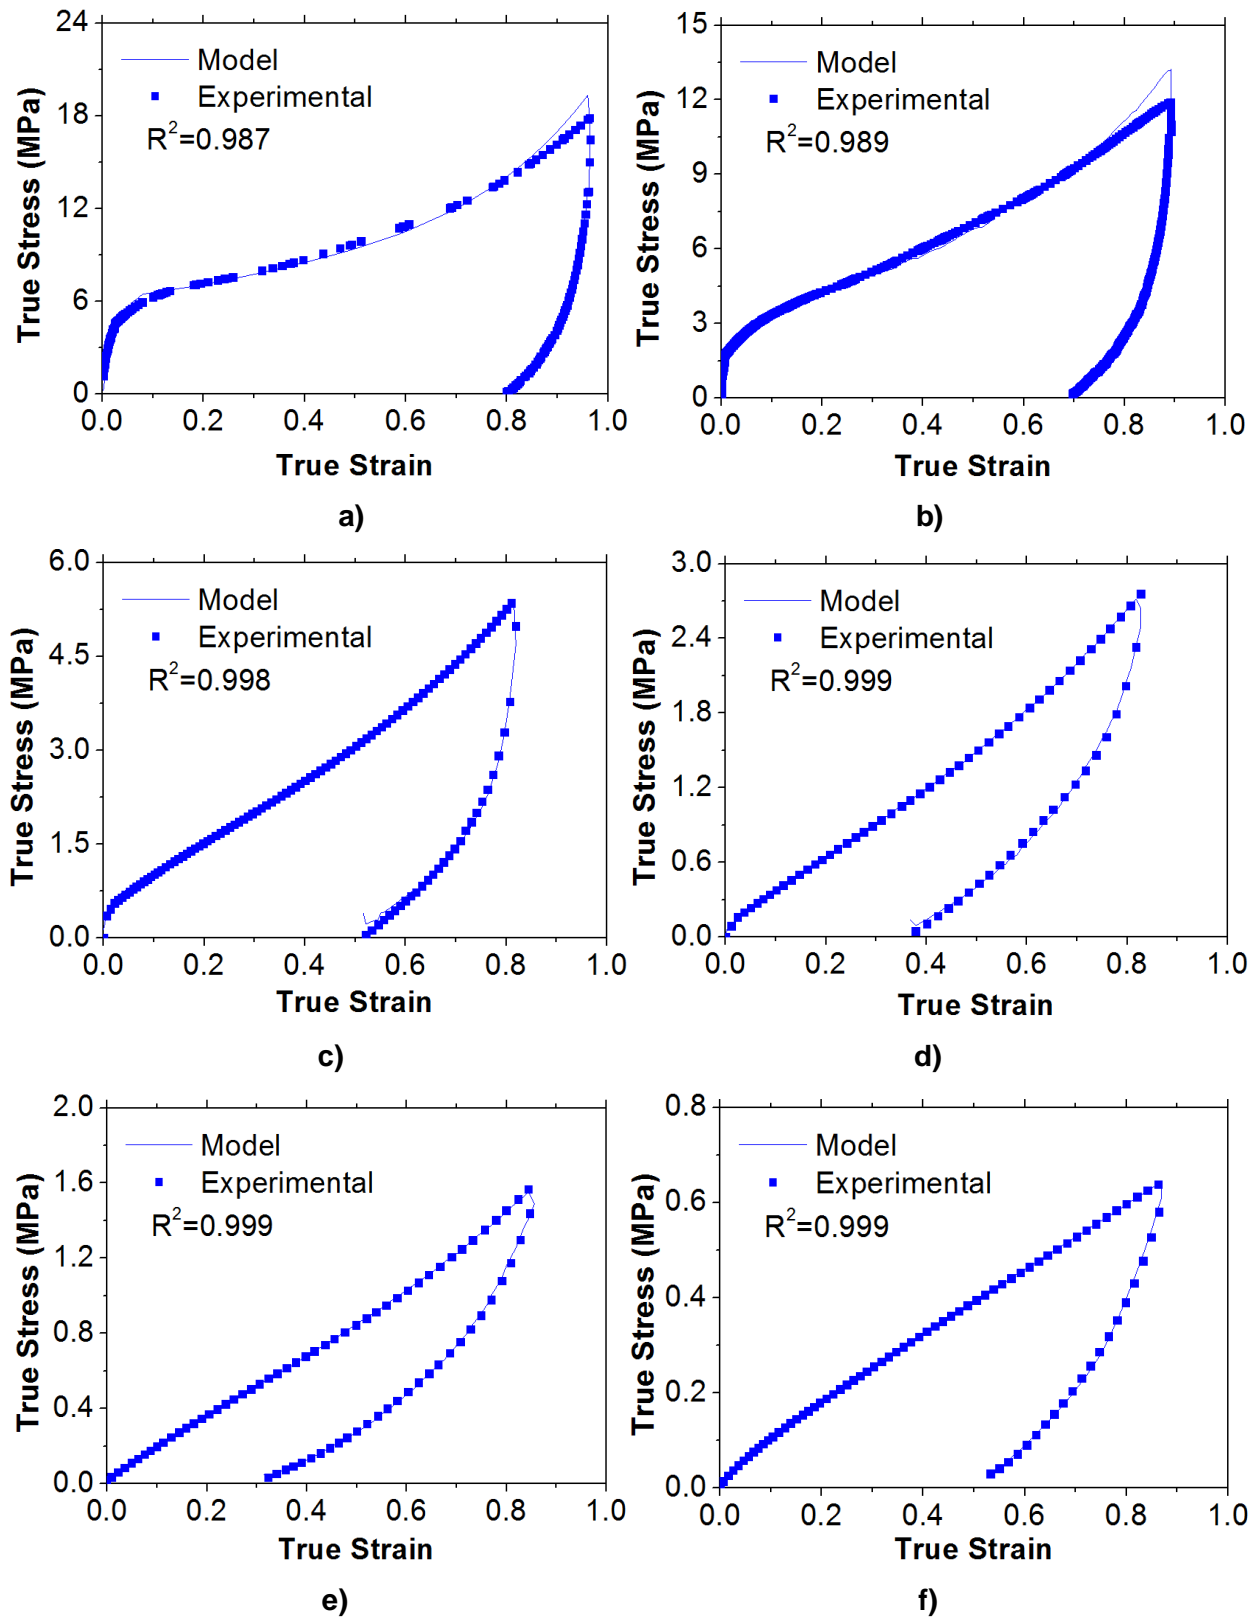 24
18
12
6
0
True Stress (MPa)
Model
Experimental
R²=0.987
0.0 0.2 0.4 0.6 0.8 1.0
True Strain
a)
15
12
9
6
3
0
True Stress (MPa)
Model
Experimental
R²=0.989
0.0 0.2 0.4 0.6 0.8 1.0
True Strain
b)
6.0
4.5
3.0
1.5
0.0
True Stress (MPa)
Model
Experimental
R²=0.998
0.0 0.2 0.4 0.6 0.8 1.0
True Strain
c)
3.0
2.4
1.8
1.2
0.6
0.0
True Stress (MPa)
Model
Experimental
R²=0.999
0.0 0.2 0.4 0.6 0.8 1.0
True Strain
d)
2.0
1.6
1.2
0.8
0.4
0.0
True Stress (MPa)
Model
Experimental
R²=0.999
0.0 0.2 0.4 0.6 0.8 1.0
True Strain
e)
0.8
0.6
0.4
0.2
0.0
True Stress (MPa)
Model
Experimental
R²=0.999
0.0 0.2 0.4 0.6 0.8 1.0
True Strain
f)